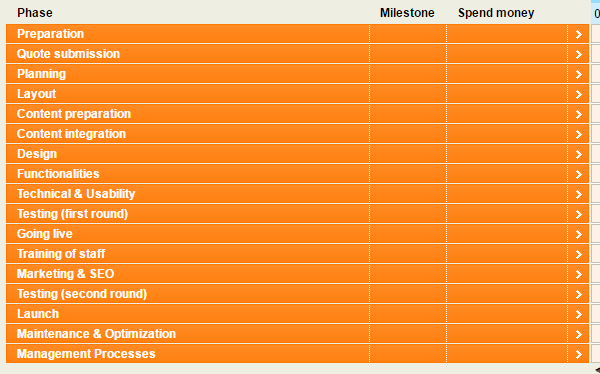 Phase Milestone Spend money
Preparation
Quote submission
Planning
Layout
Content preparation
Content integration
Design
Functionalities
Technical & Usability
Testing (first round)
Going live
Training of staff
Marketing & SEO
Testing (second round)
Launch
Maintenance & Optimization
Management Processes